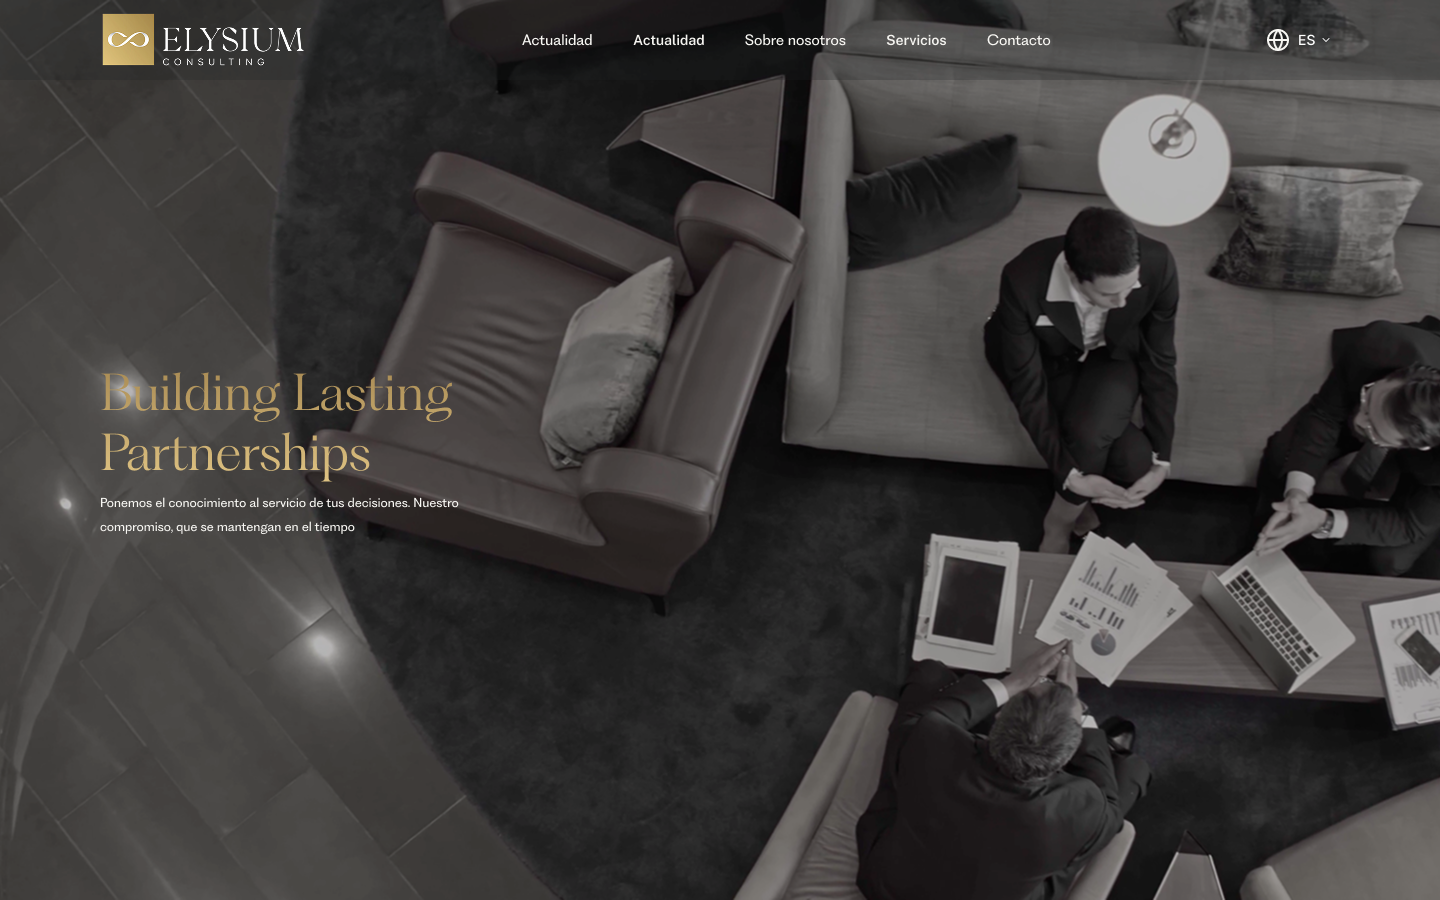 ELYSIUM
CONSULTING
Actualidad
Actualidad
Sobre nosotros
Servicios
Contacto
ES
Building Lasting
Partnerships
Ponemos el conocimiento al servicio de tus decisiones. Nuestro
compromiso, que se mantengan en el tiempo